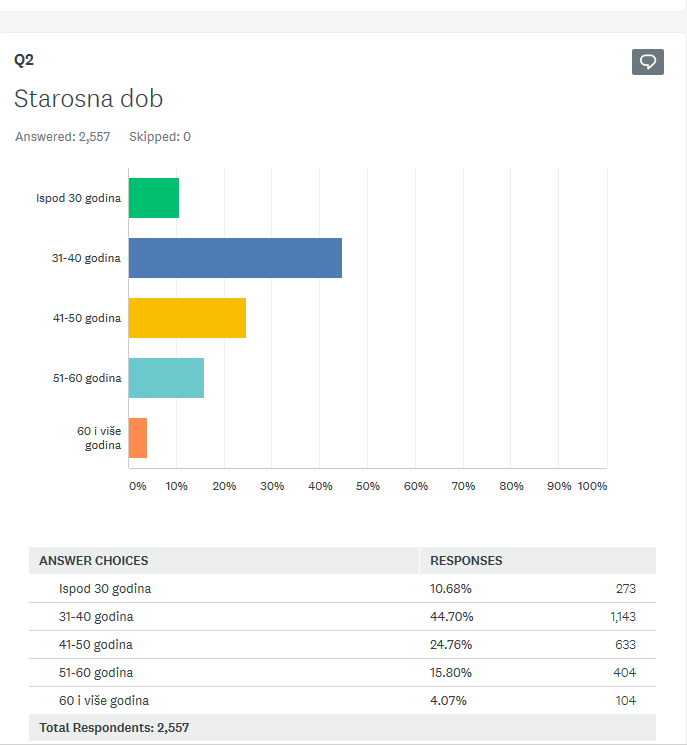 Q2
Starosna dob
Answered: 2,557 Skipped: 0
Ispod 30 godina
31-40 godina
41-50 godina
51-60 godina
60 i više
godina
0% 10% 20% 30% 40% 50% 60% 70% 80% 90% 100%
ANSWER CHOICES RESPONSES
Ispod 30 godina 10.68% 273
31-40 godina 44.70% 1,143
41-50 godina 24.76% 633
51-60 godina 15.80% 404
60 i više godina 4.07% 104
Total Respondents: 2,557